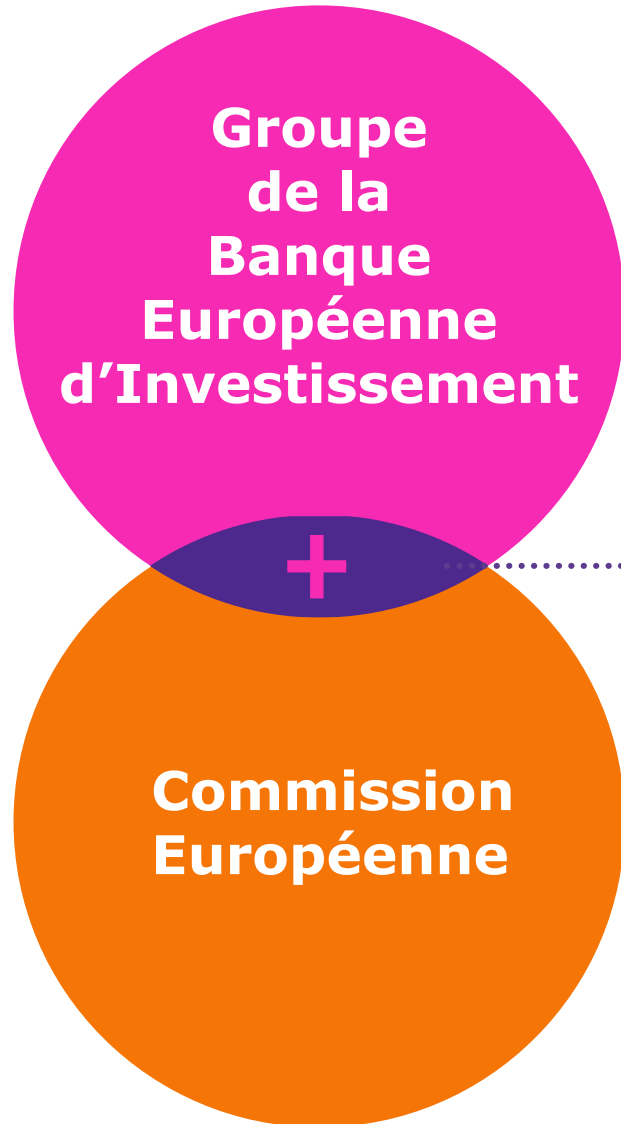 Groupe
de la
Banque
Européenne
d’Investissement
+
Commission
Européenne